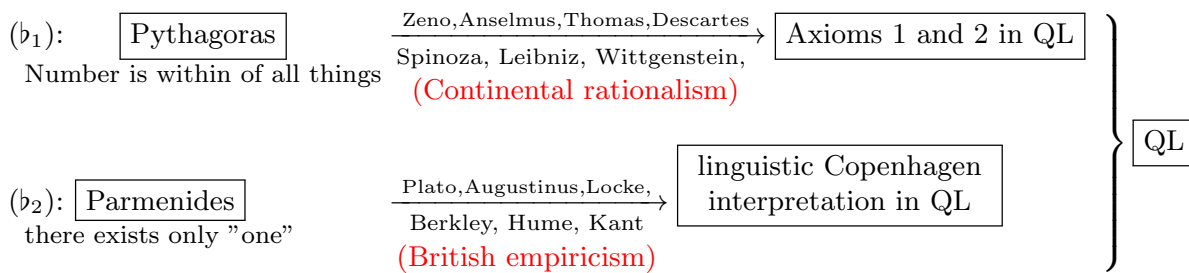 Zeno,Anselmus,Thomas,Descartes
(♭₁): Pythagoras Axioms 1 and 2 in QL
Number is within of all things Spinoza, Leibniz, Wittgenstein,
(Continental rationalism)
QL
linguistic Copenhagen
Plato,Augustinus,Locke,
(♭₂): Parmenides interpretation in QL
there exists only "one" Berkley, Hume, Kant
(British empiricism)